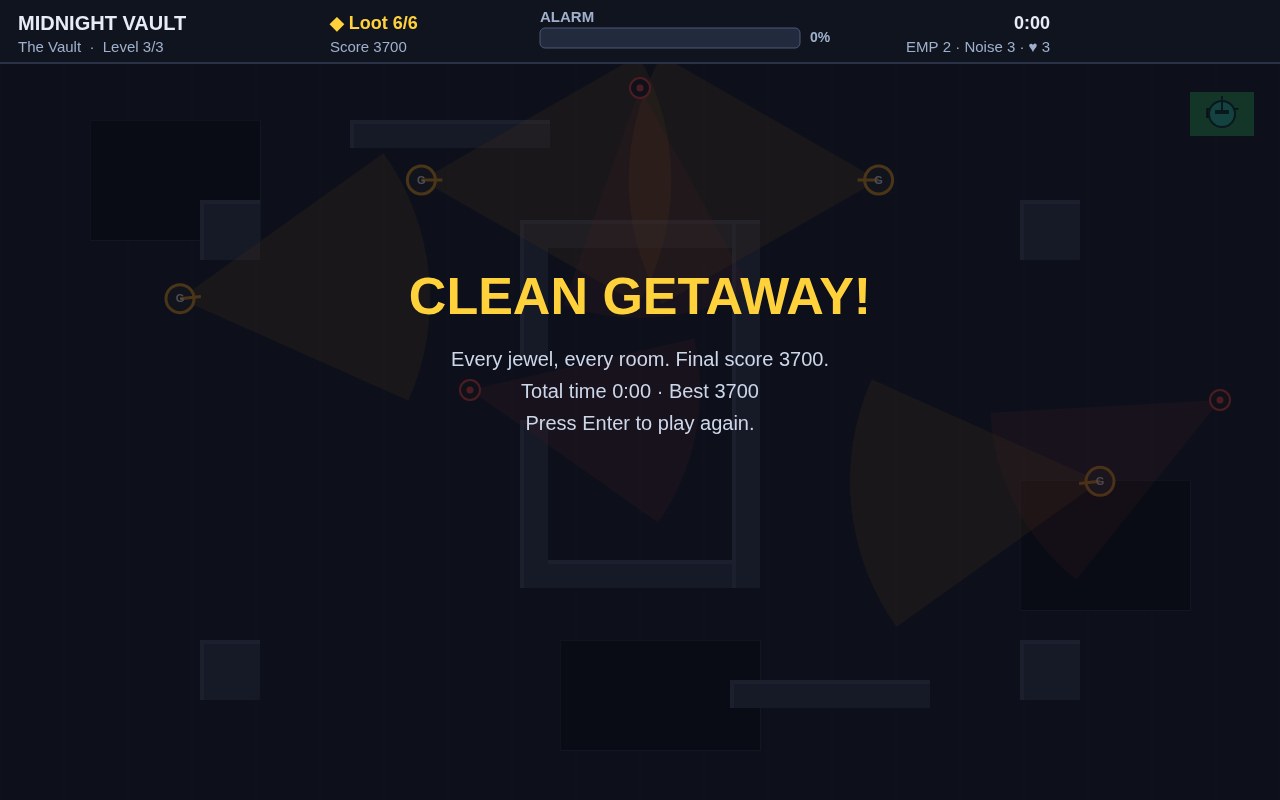 MIDNIGHT VAULT
The Vault · Level 3/3
◆ Loot 6/6
Score 3700
ALARM
0%
0:00
EMP 2 · Noise 3 · ♥ 3
G
G
G
CLEAN GETAWAY!
Every jewel, every room. Final score 3700.
Total time 0:00 · Best 3700
Press Enter to play again.
G